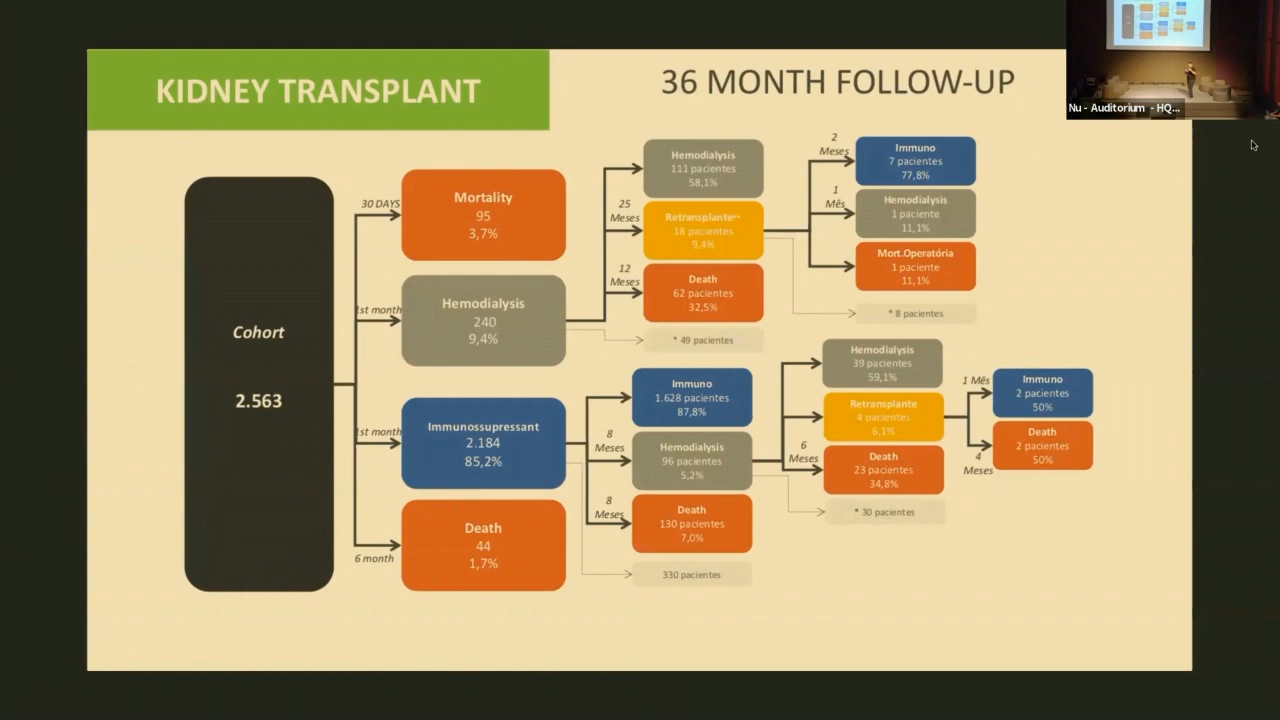 KIDNEY TRANSPLANT
36 MONTH FOLLOW-UP
Nu - Auditorium - HQ...
Cohort
2.563
30 DAYS
Mortality
95
3,7%
1st month
Hemodialysis
240
9,4%
1st month
Immunossupressant
2.184
85,2%
6 month
Death
44
1,7%
Hemodialysis
111 pacientes
58,1%
25
Meses
Retransplante**
18 pacientes
9,4%
12
Meses
Death
62 pacientes
32,5%
* 49 pacientes
2
Meses
Immuno
7 pacientes
77,8%
1
Mês
Hemodialysis
1 paciente
11,1%
Mort.Operatória
1 paciente
11,1%
* 8 pacientes
Immuno
1.628 pacientes
87,8%
8
Meses
Hemodialysis
96 pacientes
5,2%
8
Meses
Death
130 pacientes
7,0%
330 pacientes
Hemodialysis
39 pacientes
59,1%
Retransplante
4 pacientes
6,1%
6
Meses
Death
23 pacientes
34,8%
* 30 pacientes
1 Mês
Immuno
2 pacientes
50%
4
Meses
Death
2 pacientes
50%